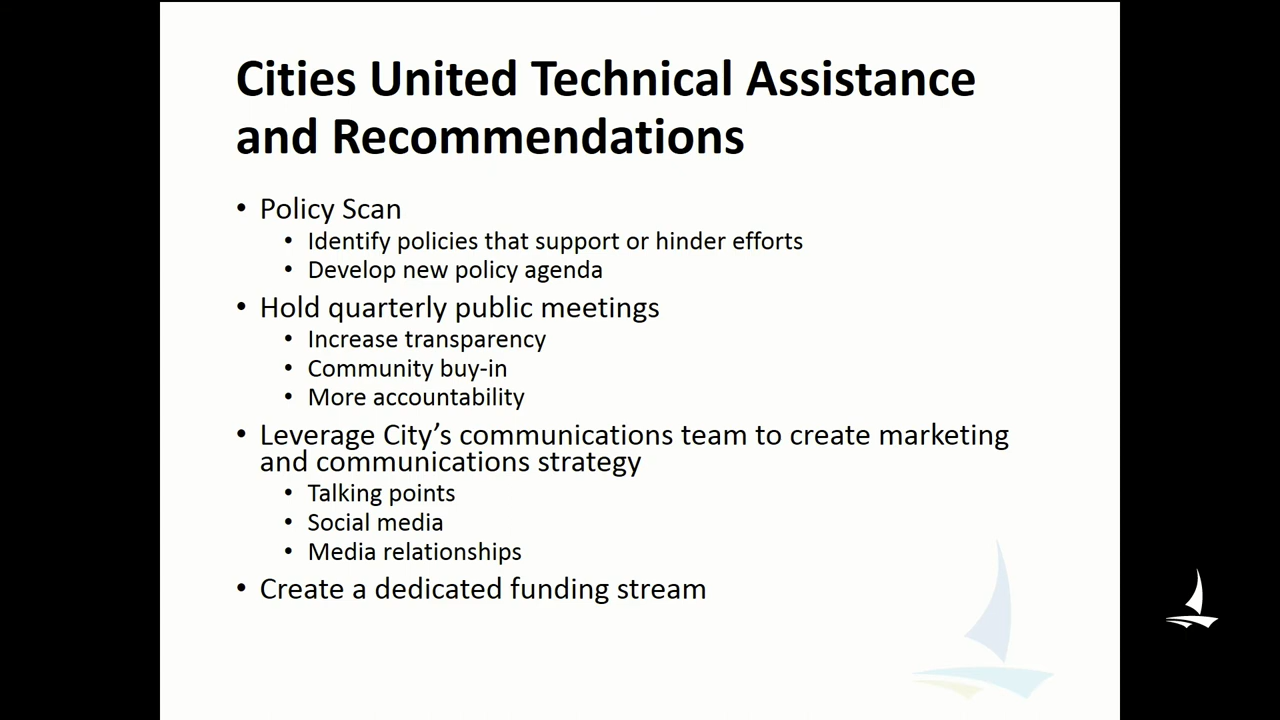 Cities United Technical Assistance
and Recommendations
• Policy Scan
• Identify policies that support or hinder efforts
• Develop new policy agenda
• Hold quarterly public meetings
• Increase transparency
• Community buy-in
• More accountability
• Leverage City’s communications team to create marketing
and communications strategy
• Talking points
• Social media
• Media relationships
• Create a dedicated funding stream